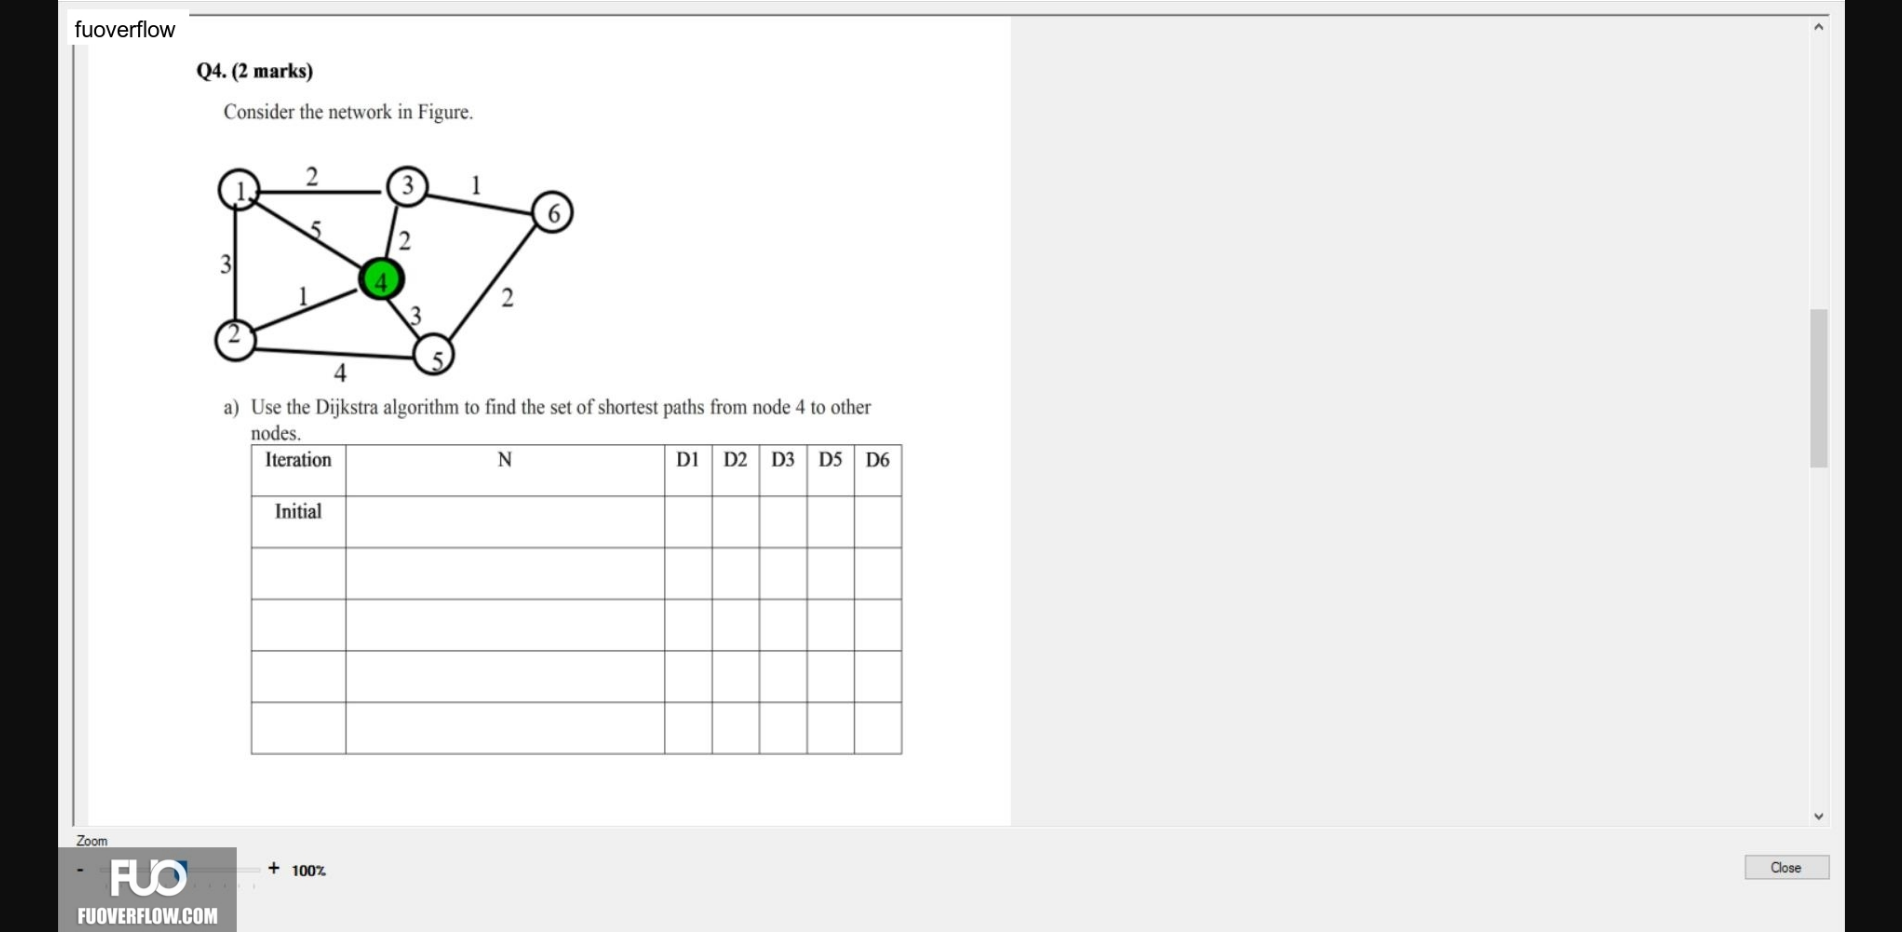 fuoverflow
Q4. (2 marks)
Consider the network in Figure.
2
1
1
3
6
5
2
3
4
1
3
2
2
5
4
a) Use the Dijkstra algorithm to find the set of shortest paths from node 4 to other
nodes.
Iteration N D1 D2 D3 D5 D6
Initial
Zoom
- + 100%
Close
FUO
FUOVERFLOW.COM